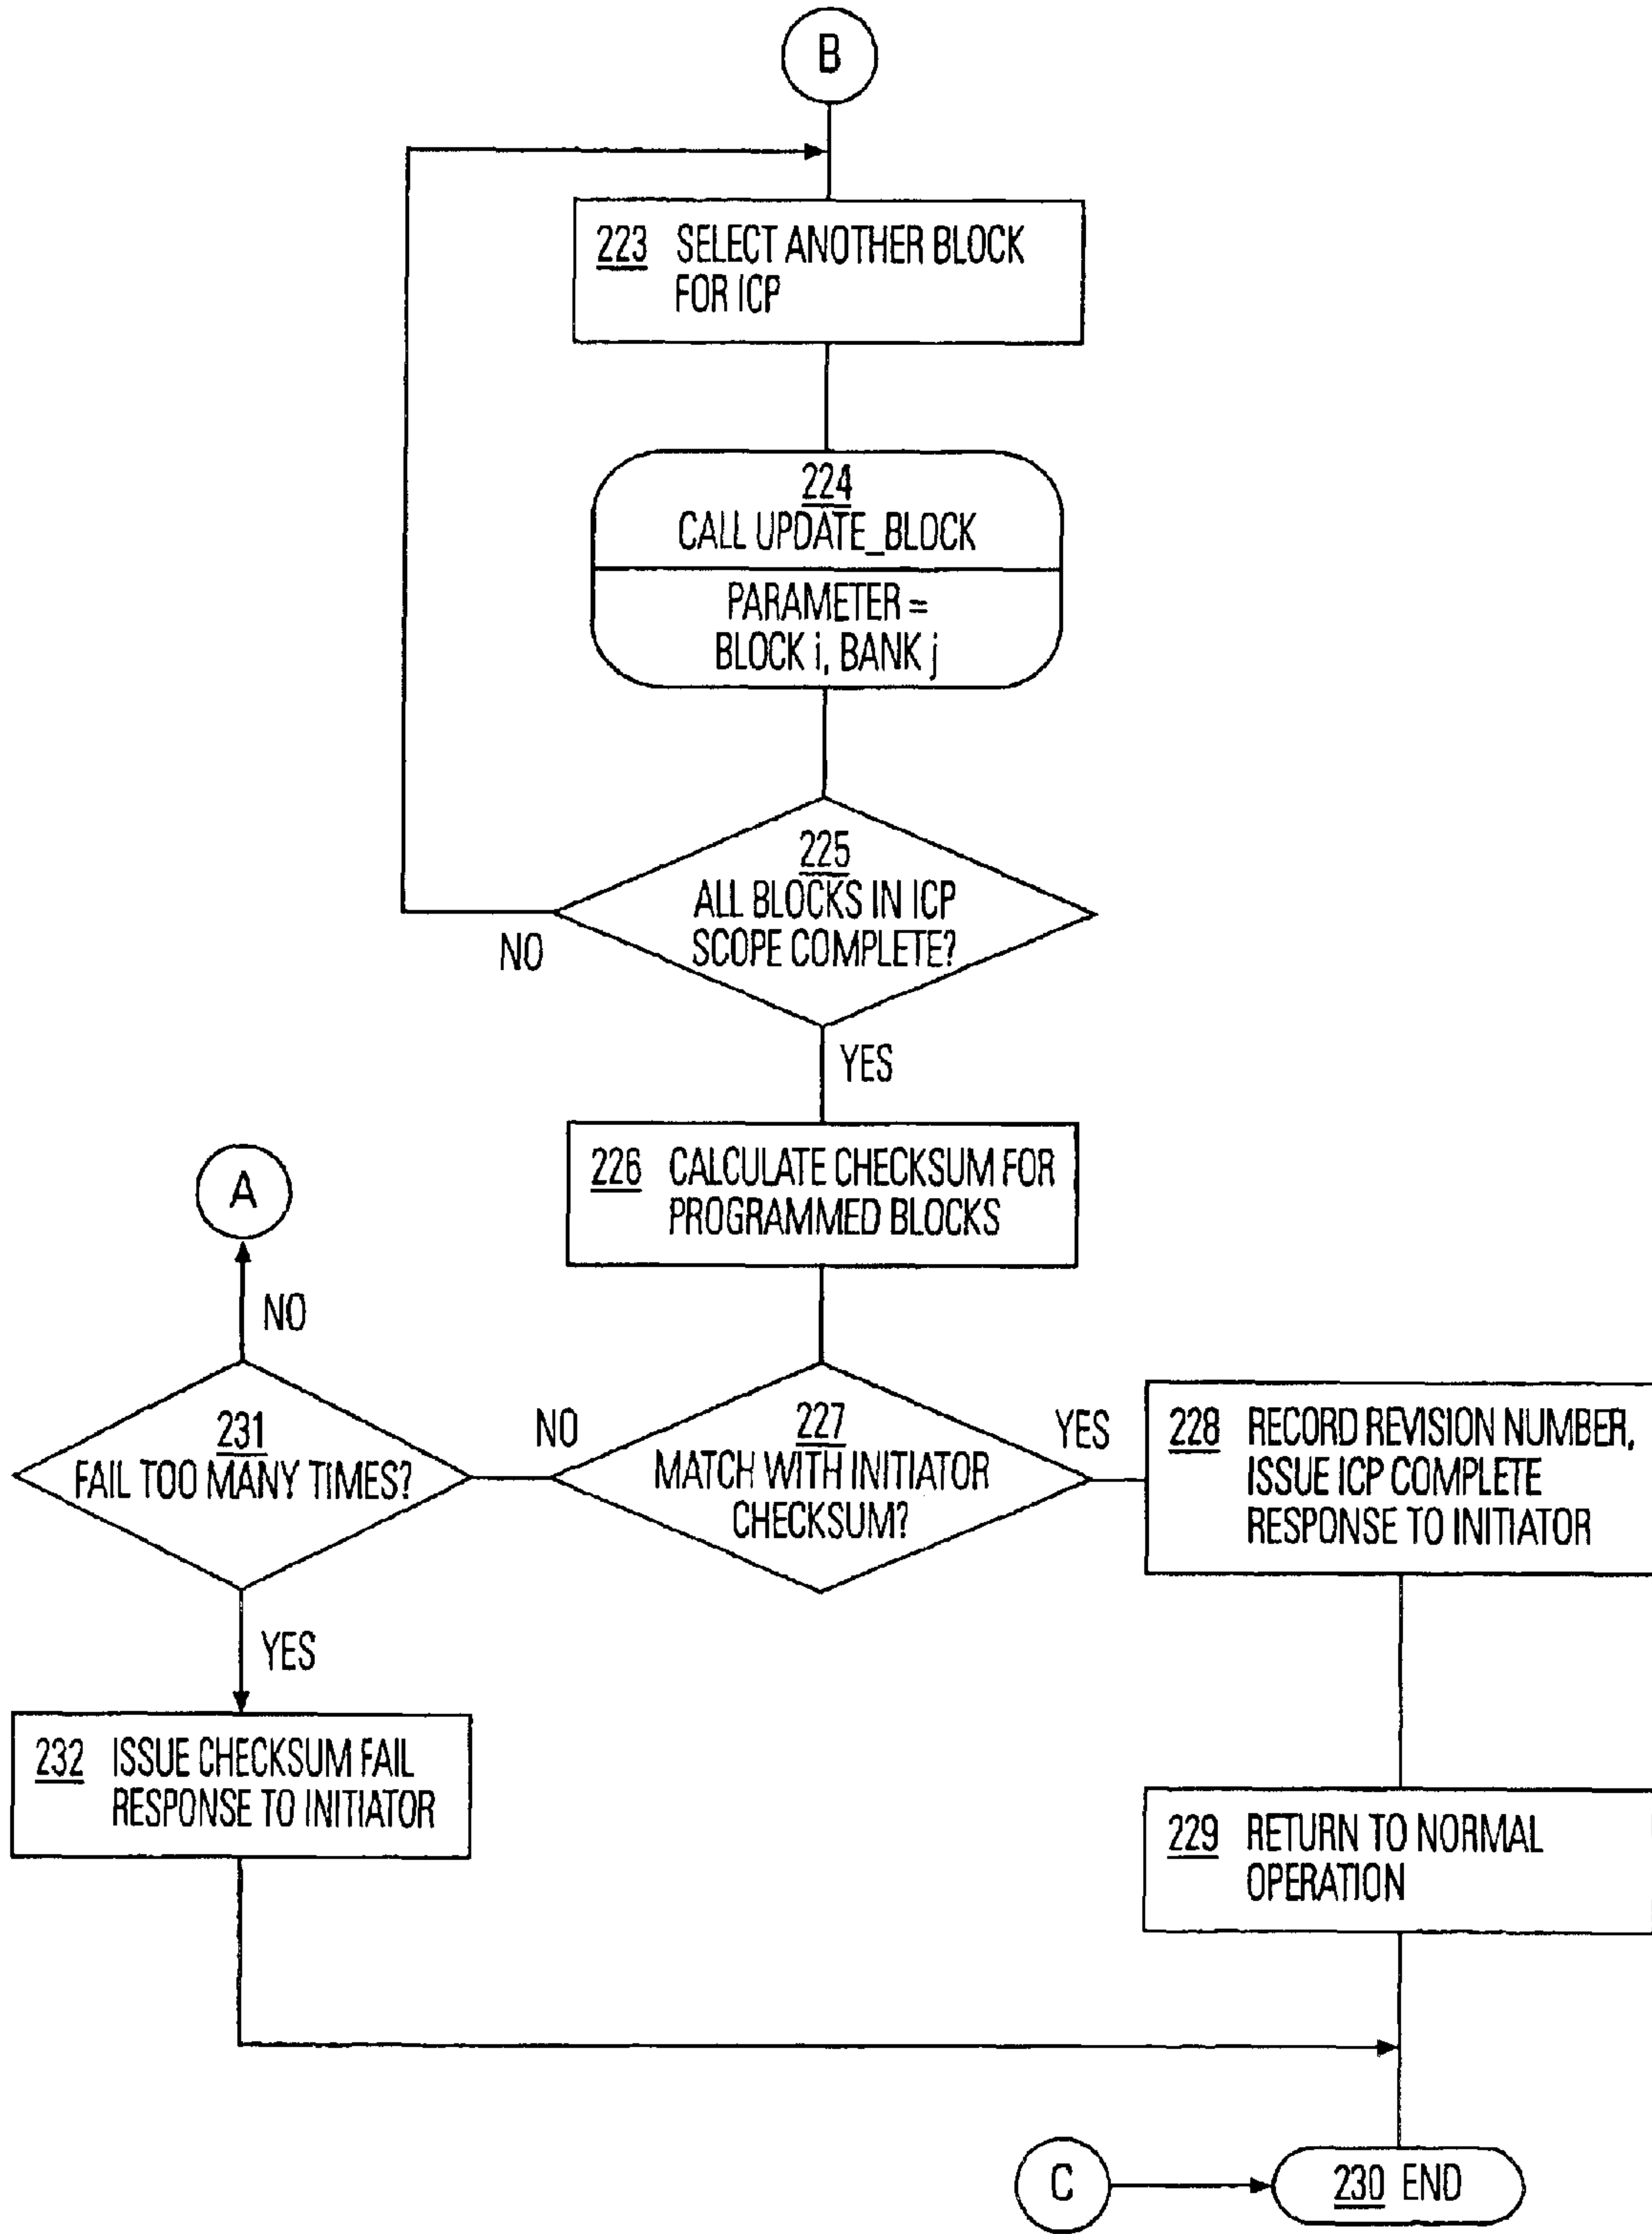 B
223 SELECT ANOTHER BLOCK
FOR ICP
224
CALL UPDATE_BLOCK
PARAMETER =
BLOCK i, BANK j
225
ALL BLOCKS IN ICP
SCOPE COMPLETE?
NO
YES
226 CALCULATE CHECKSUM FOR
PROGRAMMED BLOCKS
A
NO
231
FAIL TOO MANY TIMES?
NO
227
MATCH WITH INITIATOR
CHECKSUM?
YES
228 RECORD REVISION NUMBER,
ISSUE ICP COMPLETE
RESPONSE TO INITIATOR
YES
232 ISSUE CHECKSUM FAIL
RESPONSE TO INITIATOR
229 RETURN TO NORMAL
OPERATION
C
230 END